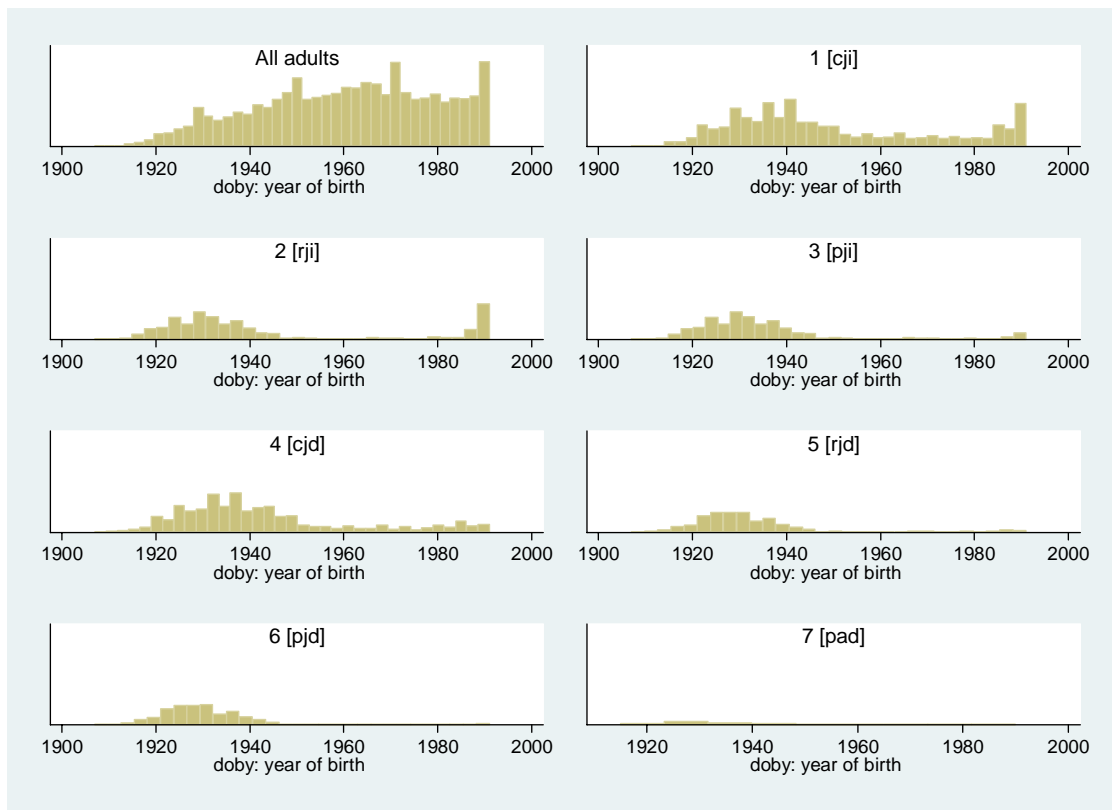 All adults
1900 1920 1940 1960 1980 2000
doby: year of birth
1 [cji]
1900 1920 1940 1960 1980 2000
doby: year of birth
2 [rji]
1900 1920 1940 1960 1980 2000
doby: year of birth
3 [pji]
1900 1920 1940 1960 1980 2000
doby: year of birth
4 [cjd]
1900 1920 1940 1960 1980 2000
doby: year of birth
5 [rjd]
1900 1920 1940 1960 1980 2000
doby: year of birth
6 [pjd]
1900 1920 1940 1960 1980 2000
doby: year of birth
7 [pad]
1920 1940 1960 1980 2000
doby: year of birth